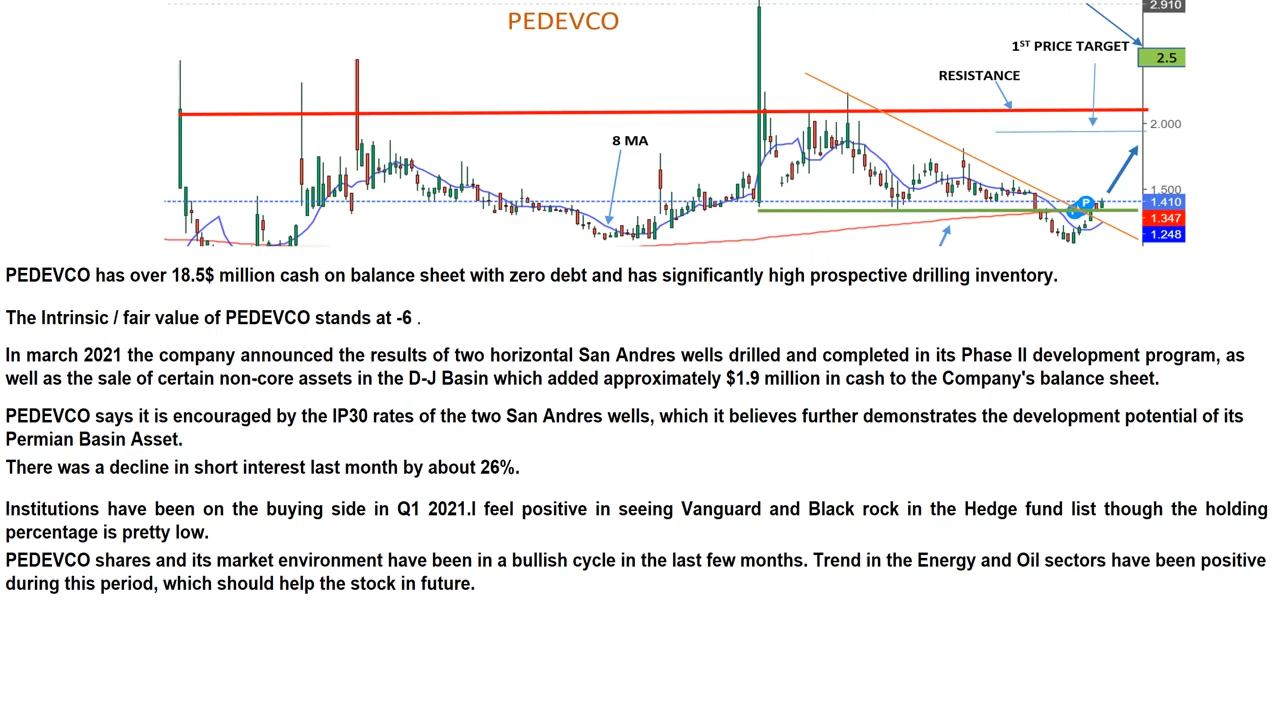 PEDEVCO
2.910
1ST PRICE TARGET
2.5
RESISTANCE
2.000
8 MA
1.500
P
1.410
1.347
1.248
PEDEVCO has over 18.5$ million cash on balance sheet with zero debt and has significantly high prospective drilling inventory.
The Intrinsic / fair value of PEDEVCO stands at -6 .
In march 2021 the company announced the results of two horizontal San Andres wells drilled and completed in its Phase II development program, as
well as the sale of certain non-core assets in the D-J Basin which added approximately $1.9 million in cash to the Company's balance sheet.
PEDEVCO says it is encouraged by the IP30 rates of the two San Andres wells, which it believes further demonstrates the development potential of its
Permian Basin Asset.
There was a decline in short interest last month by about 26%.
Institutions have been on the buying side in Q1 2021.I feel positive in seeing Vanguard and Black rock in the Hedge fund list though the holding
percentage is pretty low.
PEDEVCO shares and its market environment have been in a bullish cycle in the last few months. Trend in the Energy and Oil sectors have been positive
during this period, which should help the stock in future.